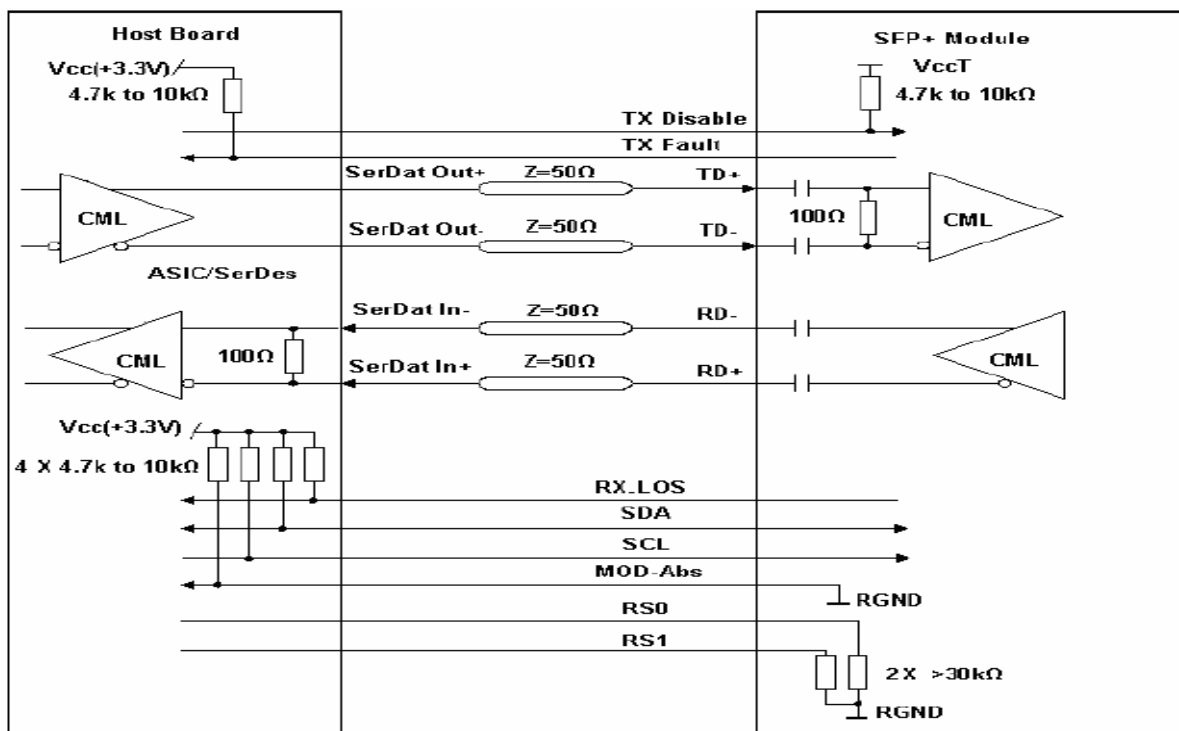 Host Board
SFP+ Module
Vcc(+3.3V)
4.7k to 10kΩ
VccT
4.7k to 10kΩ
TX Disable
TX Fault
SerDat Out+
Z=50Ω
TD+
CML
100Ω
CML
SerDat Out-
Z=50Ω
TD-
ASIC/SerDes
SerDat In-
Z=50Ω
RD-
100Ω
CML
CML
SerDat In+
Z=50Ω
RD+
Vcc(+3.3V)
4 X 4.7k to 10kΩ
RX_LOS
SDA
SCL
MOD-Abs
RGND
RS0
RS1
2X >30kΩ
RGND